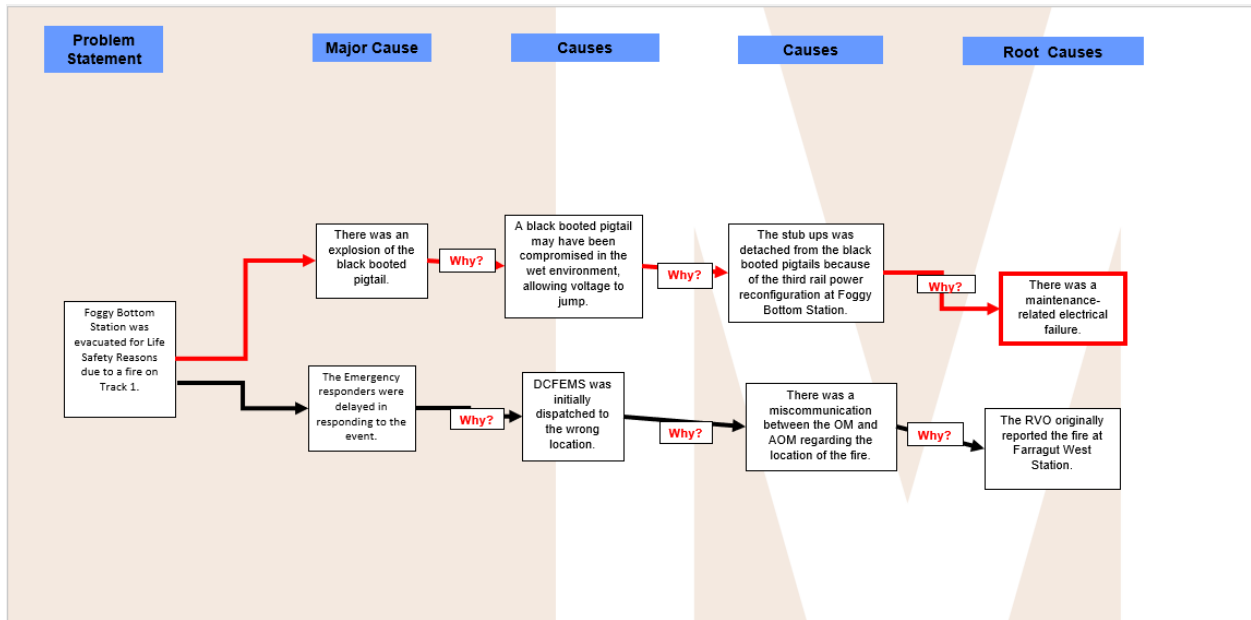 Problem
Statement
Major Cause
Causes
Causes
Root Causes
There was an
explosion of the
black booted
pigtail.
Why?
A black booted pigtail
may have been
compromised in the
wet environment,
allowing voltage to
jump.
Why?
The stub ups was
detached from the black
booted pigtails because
of the third rail power
reconfiguration at Foggy
Bottom Station.
Why?
There was a
maintenance-
related electrical
failure.
Foggy Bottom
Station was
evacuated for Life
Safety Reasons
due to a fire on
Track 1.
The Emergency
responders were
delayed in
responding to the
event.
Why?
DCFEMS was
initially
dispatched to
the wrong
location.
Why?
There was a
miscommunication
between the OM and
AOM regarding the
location of the fire.
Why?
The RVO originally
reported the fire at
Farragut West
Station.